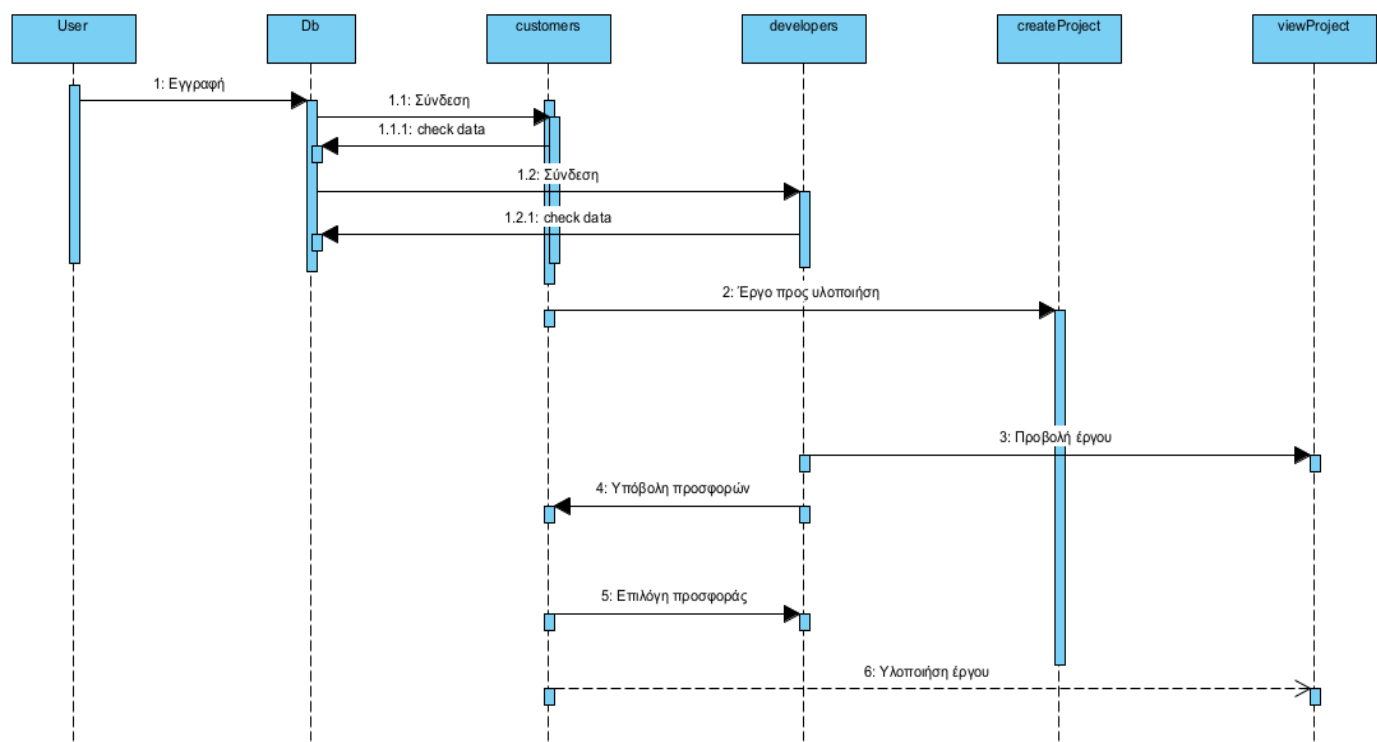 User
Db
customers
developers
createProject
viewProject
1: Εγγραφή
1.1: Σύνδεση
1.1.1: check data
1.2: Σύνδεση
1.2.1: check data
2: Έργο προς υλοποιήση
3: Προβολή έργου
4: Υπόβολη προσφορών
5: Επιλόγη προσφοράς
6: Υλοποιήση έργου